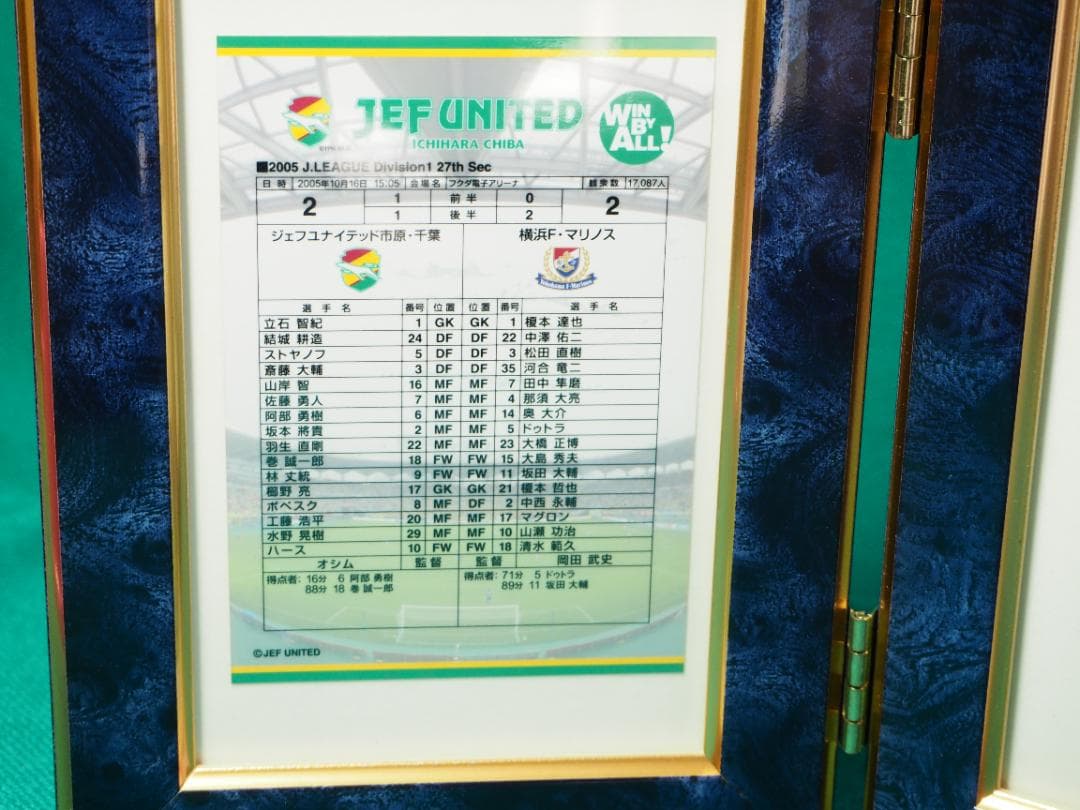 JEF UNITED
ICHIHARA CHIBA
WIN BY ALL!
■2005 J.LEAGUE Division1 27th Sec
日時 2005年10月16日 15:05 会場名 フクダ電子アリーナ 観衆数 17,087人
2 1 前半 0 2
1 後半 2
ジェフユナイテッド市原・千葉 横浜F・マリノス
Yokohama F·Marinos
選手名 番号 位置 位置 番号 選手名
立石 智紀 1 GK GK 1 榎本 達也
結城 耕造 24 DF DF 22 中澤 佑二
ストヤノフ 5 DF DF 3 松田 直樹
斎藤 大輔 3 DF DF 35 河合 竜二
山岸 智 16 MF MF 7 田中 隼磨
佐藤 勇人 7 MF MF 4 那須 大亮
阿部 勇樹 6 MF MF 14 奥 大介
坂本 將貴 2 MF MF 5 ドゥトラ
羽生 直剛 22 MF MF 23 大橋 正博
巻 誠一郎 18 FW FW 15 大島 秀夫
林 丈統 9 FW FW 11 坂田 大輔
櫛野 亮 17 GK GK 21 榎本 哲也
ポペスク 8 MF DF 2 中西 永輔
工藤 浩平 20 MF MF 17 マグロン
水野 晃樹 29 MF MF 10 山瀬 功治
ハース 10 FW FW 18 清水 範久
オシム 監督 監督 岡田 武史
得点者: 16分 6 阿部 勇樹 得点者: 71分 5 ドゥトラ
88分 18 巻 誠一郎 89分 11 坂田 大輔
©JEF UNITED